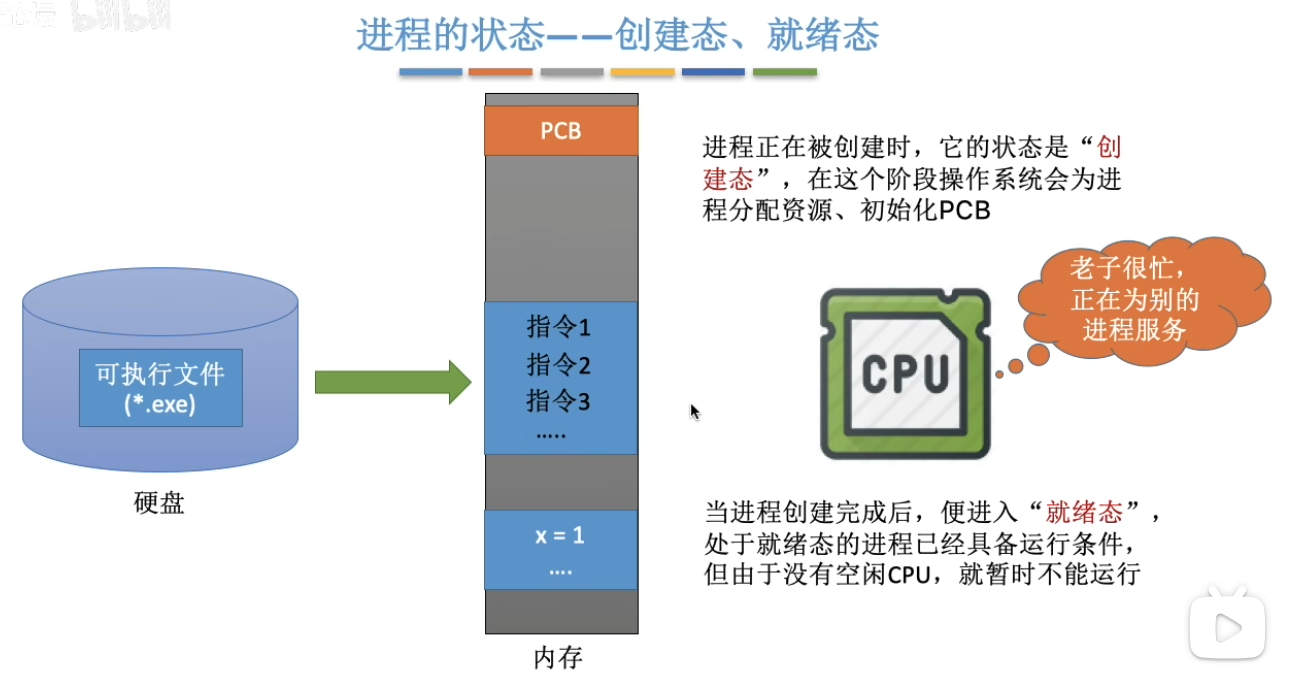 bilibili
进程的状态——创建态、就绪态
PCB
进程正在被创建时，它的状态是“创
建态”，在这个阶段操作系统会为进
程分配资源、初始化PCB
老子很忙，
正在为别的
进程服务
指令1
指令2
指令3
.....
CPU
可执行文件
(*.exe)
硬盘
x = 1
....
当进程创建完成后，便进入“就绪态”，
处于就绪态的进程已经具备运行条件，
但由于没有空闲CPU，就暂时不能运行
内存